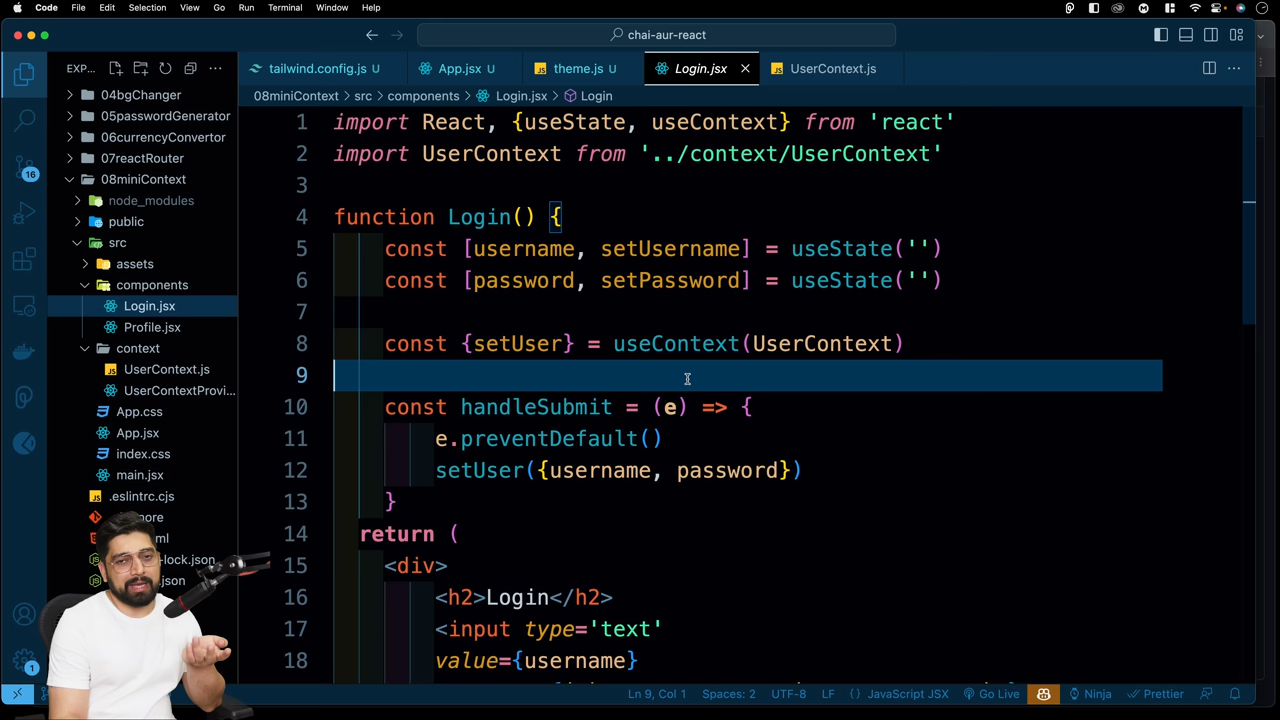 Code File Edit Selection View Go Run Terminal Window Help
chai-aur-react
EXP...
tailwind.config.js U
App.jsx U
theme.js U
Login.jsx
UserContext.js
08miniContext > src > components > Login.jsx > Login
04bgChanger
05passwordGenerator
06currencyConvertor
07reactRouter
08miniContext
node_modules
public
src
assets
components
Login.jsx
Profile.jsx
context
UserContext.js
UserContextProvi...
App.css
App.jsx
index.css
main.jsx
.eslintrc.cjs
-lock.json
16
1
1 import React, {useState, useContext} from 'react'
2 import UserContext from '../context/UserContext'
3
4 function Login() {
5 const [username, setUsername] = useState('')
6 const [password, setPassword] = useState('')
7
8 const {setUser} = useContext(UserContext)
9
10 const handleSubmit = (e) => {
11 e.preventDefault()
12 setUser({username, password})
13 }
14 return (
15 <div>
16 <h2>Login</h2>
17 <input type='text'
18 value={username}
Ln 9, Col 1 Spaces: 2 UTF-8 LF {} JavaScript JSX Go Live Ninja Prettier